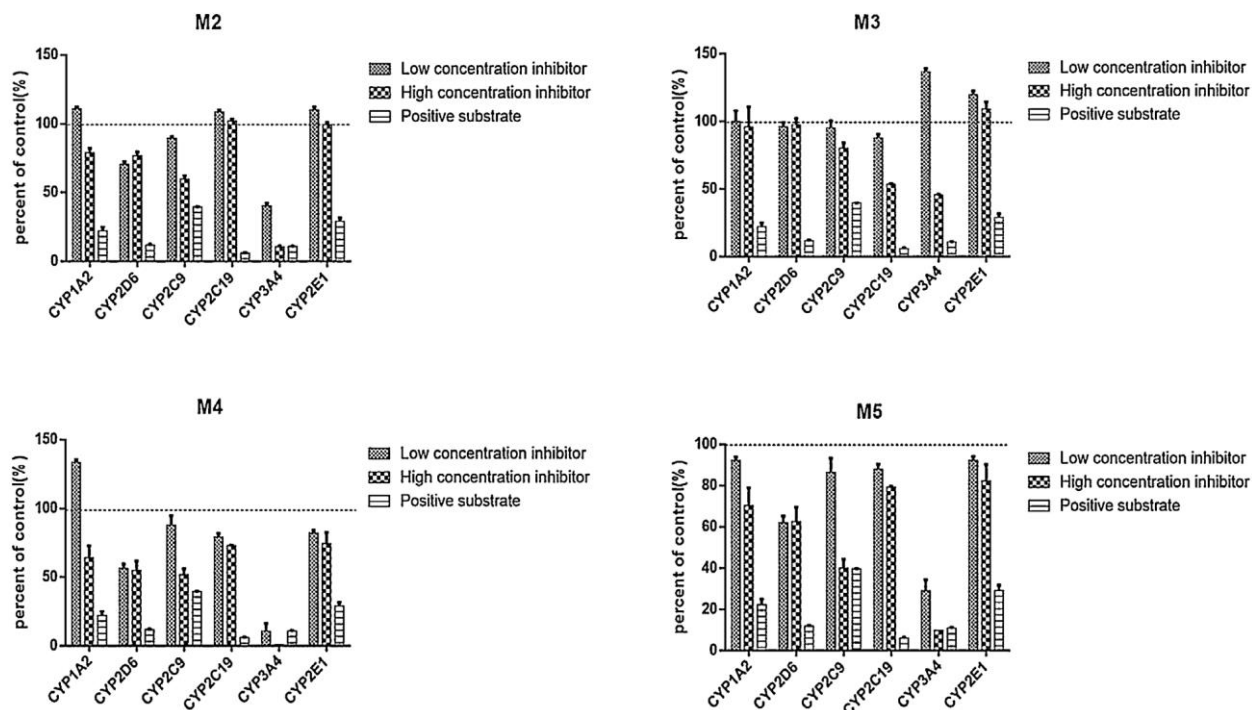 M2
percent of control(%)
150
100
50
0
CYP1A2
CYP2D6
CYP2C9
CYP2C19
CYP3A4
CYP2E1
Low concentration inhibitor
High concentration inhibitor
Positive substrate
M3
percent of control(%)
150
100
50
0
CYP1A2
CYP2D6
CYP2C9
CYP2C19
CYP3A4
CYP2E1
Low concentration inhibitor
High concentration inhibitor
Positive substrate
M4
percent of control(%)
150
100
50
0
CYP1A2
CYP2D6
CYP2C9
CYP2C19
CYP3A4
CYP2E1
Low concentration inhibitor
High concentration inhibitor
Positive substrate
M5
percent of control(%)
100
80
60
40
20
0
CYP1A2
CYP2D6
CYP2C9
CYP2C19
CYP3A4
CYP2E1
Low concentration inhibitor
High concentration inhibitor
Positive substrate